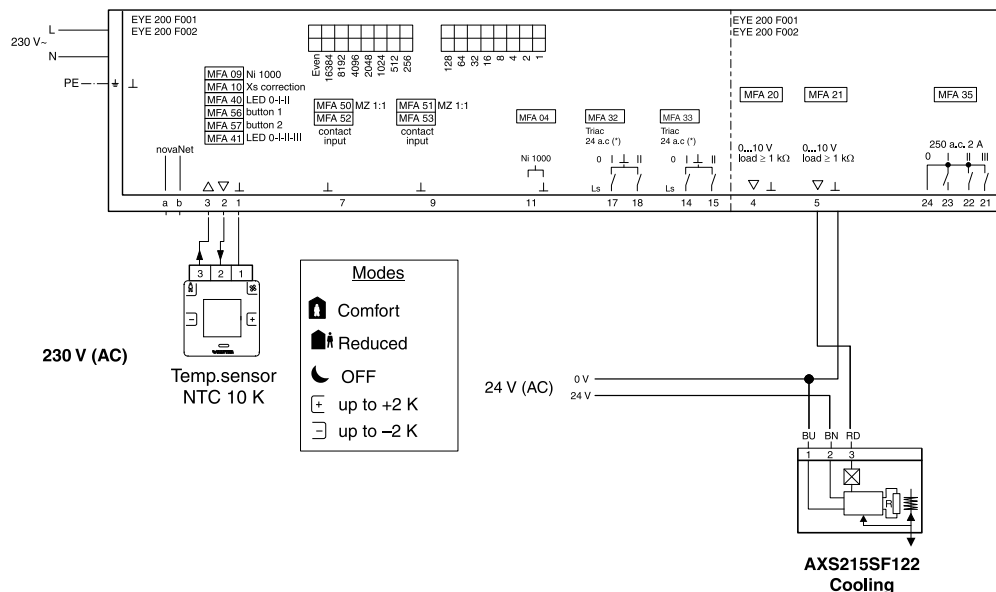 EYE 200 F001
EYE 200 F002
EYE 200 F001
EYE 200 F002
L
230 V~
N
PE
Even
16384
8192
4096
2048
1024
512
256
128
64
32
16
8
4
2
1
MFA 09 Ni 1000
MFA 10 Xs correction
MFA 40 LED 0-I-II
MFA 56 button 1
MFA 57 button 2
MFA 41 LED 0-I-II-III
MFA 50 MZ 1:1
MFA 52
contact
input
MFA 51 MZ 1:1
MFA 53
contact
input
MFA 04
Ni 1000
MFA 32
Triac
24 a.c (*)
0 I II
Ls
MFA 33
Triac
24 a.c (*)
0 I II
Ls
MFA 20
0...10 V
load ≥ 1 kΩ
MFA 21
0...10 V
load ≥ 1 kΩ
MFA 35
250 a.c. 2 A
0 I II III
novaNet
a b 3 2 1 7 9 11 17 18 14 15 4 5 24 23 22 21
3 2 1
230 V (AC)
Temp.sensor
NTC 10 K
Modes
Comfort
Reduced
OFF
+ up to +2 K
− up to −2 K
24 V (AC)
0 V
24 V
BU BN RD
1 2 3
R
AXS215SF122
Cooling